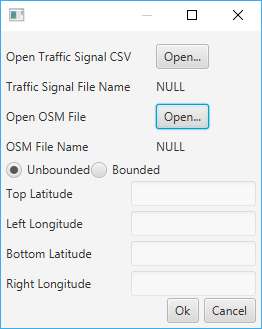 Open Traffic Signal CSV Open...
Traffic Signal File Name NULL
Open OSM File Open...
OSM File Name NULL
Unbounded Bounded
Top Latitude
Left Longitude
Bottom Latitude
Right Longitude
Ok Cancel